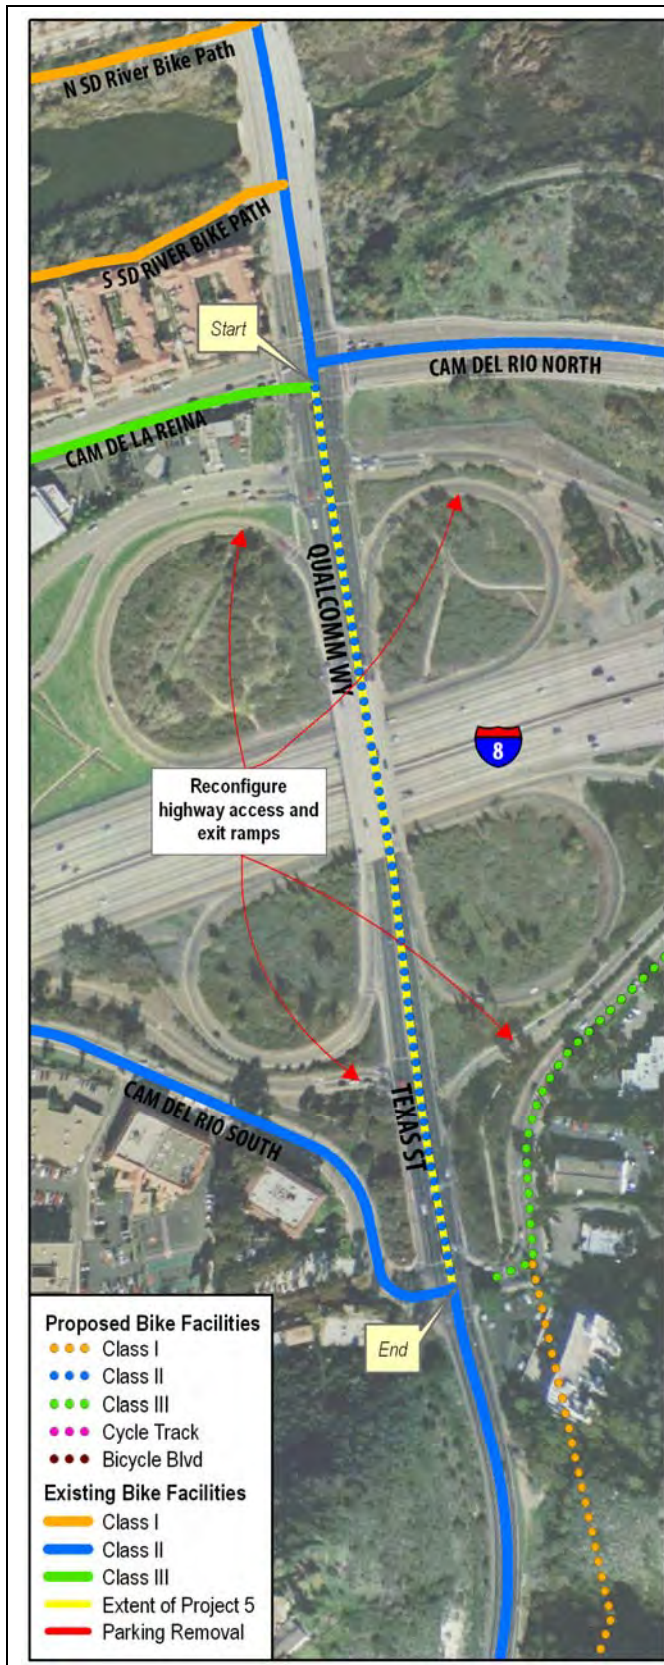 N SD River Bike Path
S SD RIVER BIKE PATH
Start
CAM DEL RIO NORTH
CAM DE LA REINA
QUALCOMM WY
8
Reconfigure
highway access and
exit ramps
CAM DEL RIO SOUTH
TEXAS ST
End
Proposed Bike Facilities
Class I
Class II
Class III
Cycle Track
Bicycle Blvd
Existing Bike Facilities
Class I
Class II
Class III
Extent of Project 5
Parking Removal